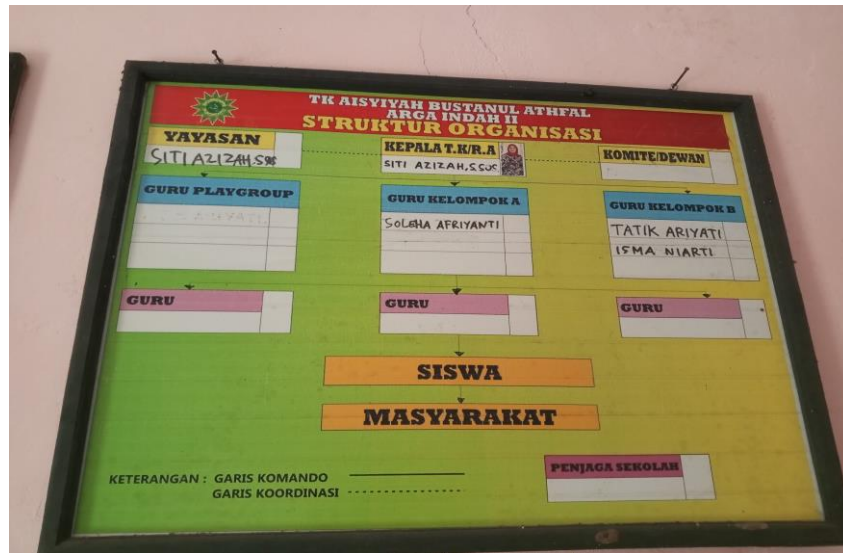 TK AISYIYAH BUSTANUL ATHFAL
ARGA INDAH II
STRUKTUR ORGANISASI
YAYASAN
SITI AZIZAH.
KEPALA T.K/R.A
SITI AZIZAH, S.SOS
KOMITE/DEWAN
GURU PLAYGROUP
GURU KELOMPOK A
SOLEHA AFRIYANTI
GURU KELOMPOK B
TATIK ARIYATI
ISMA NIARTI
GURU
GURU
GURU
SISWA
MASYARAKAT
PENJAGA SEKOLAH
KETERANGAN : GARIS KOMANDO
GARIS KOORDINASI